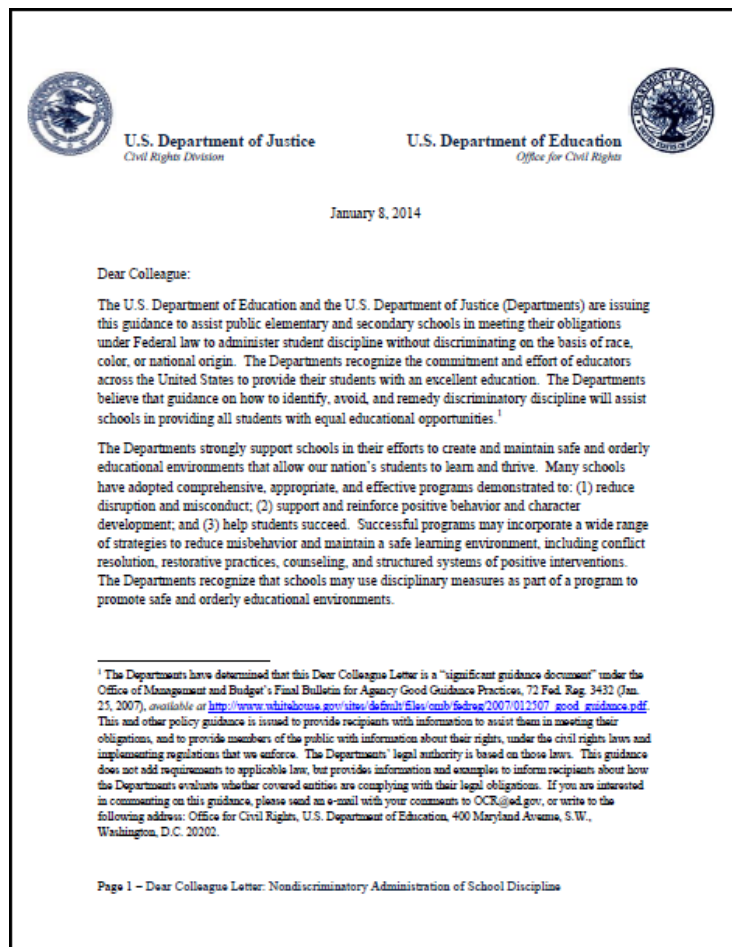 U.S. Department of Justice
Civil Rights Division
U.S. Department of Education
Office for Civil Rights
January 8, 2014
Dear Colleague:
The U.S. Department of Education and the U.S. Department of Justice (Departments) are issuing
this guidance to assist public elementary and secondary schools in meeting their obligations
under Federal law to administer student discipline without discriminating on the basis of race,
color, or national origin.  The Departments recognize the commitment and effort of educators
across the United States to provide their students with an excellent education.  The Departments
believe that guidance on how to identify, avoid, and remedy discriminatory discipline will assist
schools in providing all students with equal educational opportunities.1
The Departments strongly support schools in their efforts to create and maintain safe and orderly
educational environments that allow our nation's students to learn and thrive.  Many schools
have adopted comprehensive, appropriate, and effective programs demonstrated to: (1) reduce
disruption and misconduct; (2) support and reinforce positive behavior and character
development; and (3) help students succeed.  Successful programs may incorporate a wide range
of strategies to reduce misbehavior and maintain a safe learning environment, including conflict
resolution, restorative practices, counseling, and structured systems of positive interventions.
The Departments recognize that schools may use disciplinary measures as part of a program to
promote safe and orderly educational environments.
1 The Departments have determined that this Dear Colleague Letter is a "significant guidance document" under the
Office of Management and Budget's Final Bulletin for Agency Good Guidance Practices, 72 Fed. Reg. 3432 (Jan.
25, 2007), available at http://www.whitehouse.gov/sites/default/files/omb/fedreg/2007/012507_good_guidance.pdf.
This and other policy guidance is issued to provide recipients with information to assist them in meeting their
obligations, and to provide members of the public with information about their rights, under the civil rights laws and
implementing regulations that we enforce.  The Departments' legal authority is based on those laws.  This guidance
does not add requirements to applicable law, but provides information and examples to inform recipients about how
the Departments evaluate whether covered entities are complying with their legal obligations.  If you are interested
in commenting on this guidance, please send an e-mail with your comments to OCR@ed.gov, or write to the
following address: Office for Civil Rights, U.S. Department of Education, 400 Maryland Avenue, S.W.,
Washington, D.C. 20202.
Page 1 – Dear Colleague Letter: Nondiscriminatory Administration of School Discipline